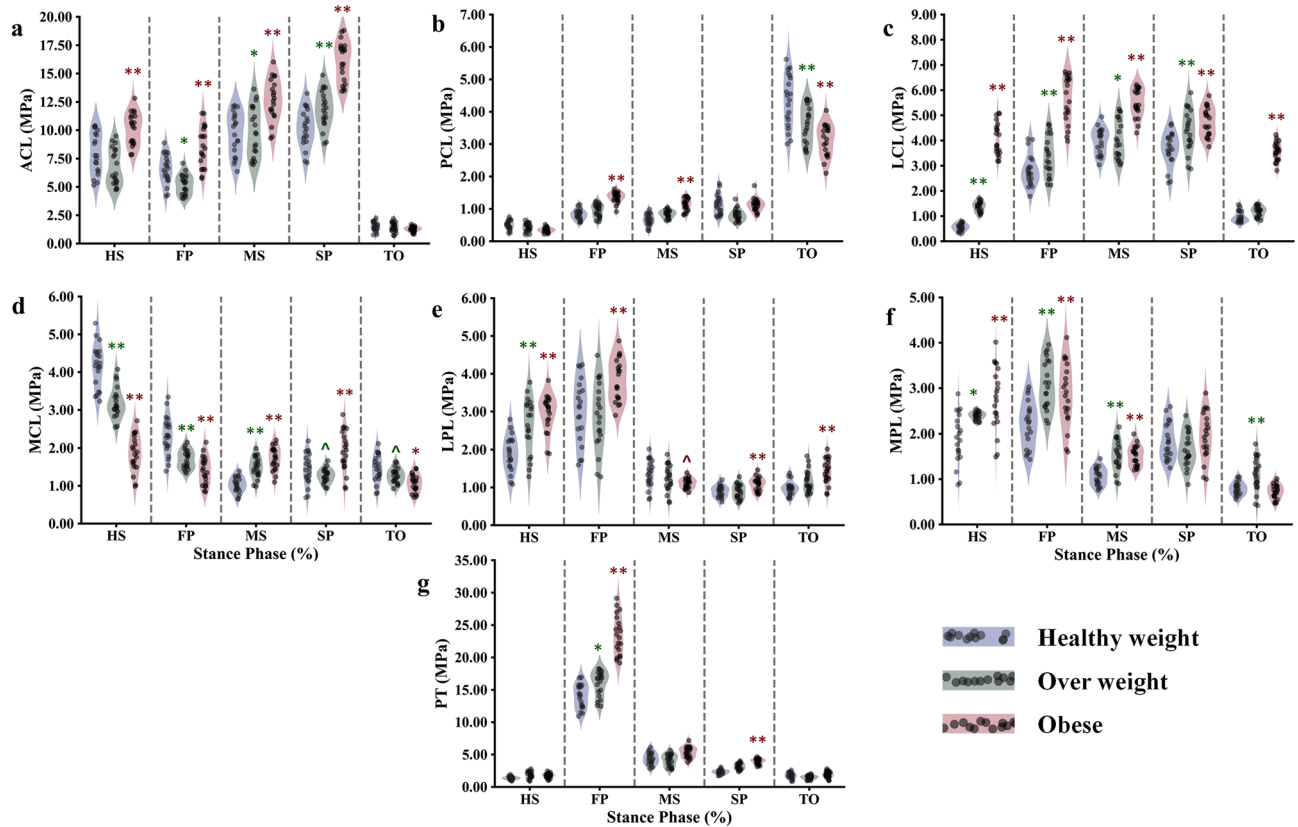 a
ACL (MPa)
20.00
17.50
15.00
12.50
10.00
7.50
5.00
2.50
0.00
** ** * ** ** ** *
HS FP MS SP TO
b
PCL (MPa)
7.00
6.00
5.00
4.00
3.00
2.00
1.00
0.00
** ** ** **
HS FP MS SP TO
c
LCL (MPa)
9.00
8.00
7.00
6.00
5.00
4.00
3.00
2.00
1.00
0.00
** ** ** ** * ** ** ** **
HS FP MS SP TO
d
MCL (MPa)
6.00
5.00
4.00
3.00
2.00
1.00
0.00
** ** ** ** ** ** ^ ** ^ *
HS FP MS SP TO
Stance Phase (%)
e
LPL (MPa)
6.00
5.00
4.00
3.00
2.00
1.00
0.00
** ** ** ^ ** **
HS FP MS SP TO
Stance Phase (%)
f
MPL (MPa)
5.00
4.00
3.00
2.00
1.00
0.00
* ** ** ** ** ** **
HS FP MS SP TO
g
PT (MPa)
35.00
30.00
25.00
20.00
15.00
10.00
5.00
0.00
* ** **
HS FP MS SP TO
Stance Phase (%)
Healthy weight
Over weight
Obese